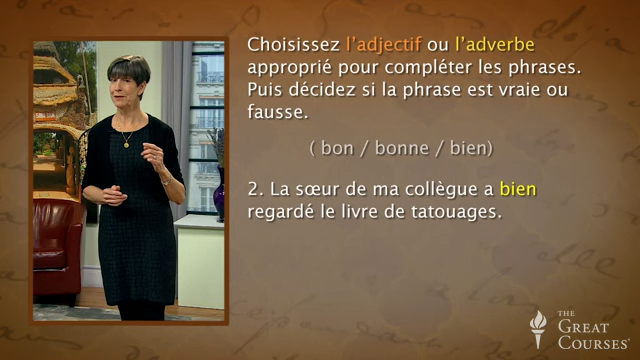 Choisissez l'adjectif ou l'adverbe
approprié pour compléter les phrases.
Puis décidez si la phrase est vraie ou
fausse.
( bon / bonne / bien)
2. La sœur de ma collègue a bien
regardé le livre de tatouages.
THE
GREAT
COURSES®